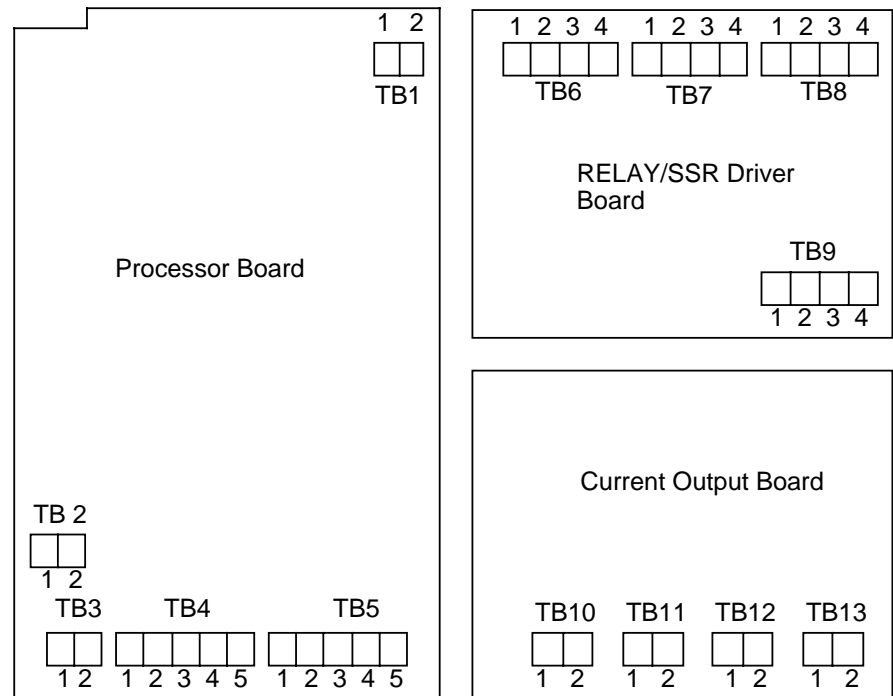 1 2
TB1
Processor Board
TB 2
1 2
TB3 TB4 TB5
1 2 1 2 3 4 5 1 2 3 4 5
1 2 3 4 1 2 3 4 1 2 3 4
TB6 TB7 TB8
RELAY/SSR Driver
Board
TB9
1 2 3 4
Current Output Board
TB10 TB11 TB12 TB13
1 2 1 2 1 2 1 2